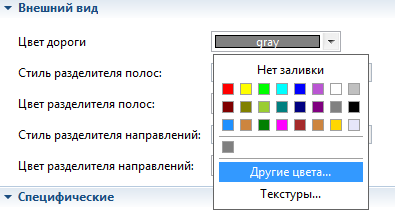 Внешний вид
Цвет дороги
gray
Стиль разделителя полос:
Нет заливки
Цвет разделителя полос:
Стиль разделителя направлений:
Цвет разделителя направлений:
Другие цвета...
Текстуры...
Специфические